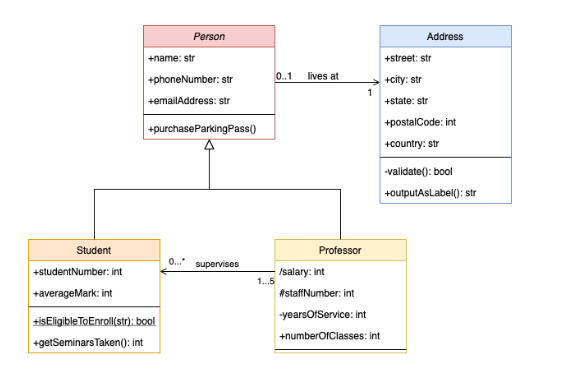 Person
+name: str
+phoneNumber: str
+emailAddress: str
+purchaseParkingPass()
0..1 lives at
1
Address
+street: str
+city: str
+state: str
+postalCode: int
+country: str
-validate(): bool
+outputAsLabel(): str
Student
+studentNumber: int
+averageMark: int
+isEligibleToEnroll(str): bool
+getSeminarsTaken(): int
0...* supervises
1...5
Professor
/salary: int
#staffNumber: int
-yearsOfService: int
+numberOfClasses: int